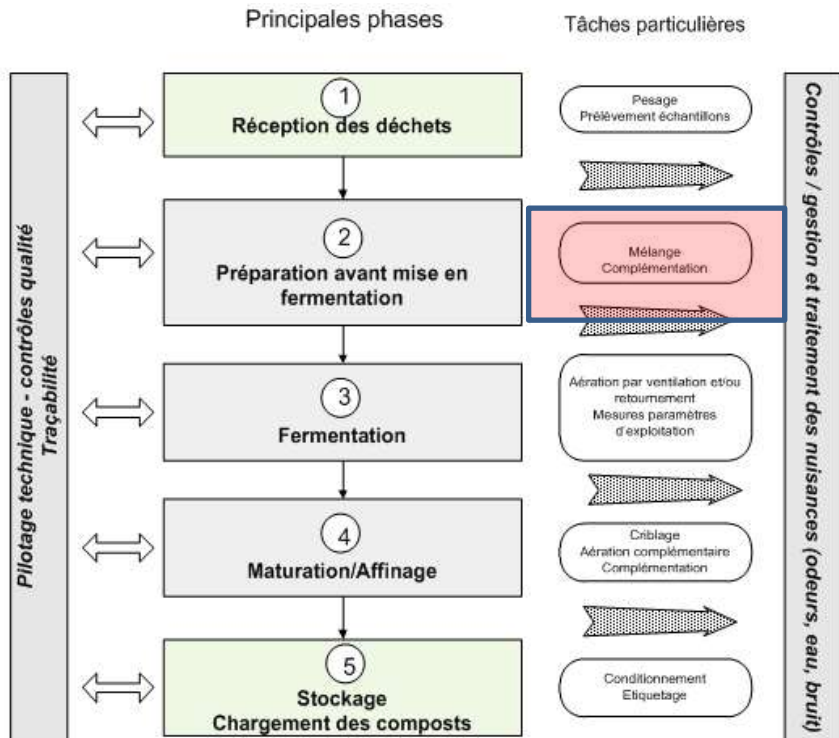 Principales phases
Tâches particulières
Pilotage technique - contrôles qualité
Traçabilité
1
Réception des déchets
Pesage
Prélèvement échantillons
2
Préparation avant mise en
fermentation
Mélange
Complémentation
3
Fermentation
Aération par ventilation et/ou
retournement
Mesures paramètres
d'exploitation
4
Maturation/Affinage
Criblage
Aération complémentaire
Complémentation
5
Stockage
Chargement des composts
Conditionnement
Etiquetage
Contrôles / gestion et traitement des nuisances (odeurs, eau, bruit)